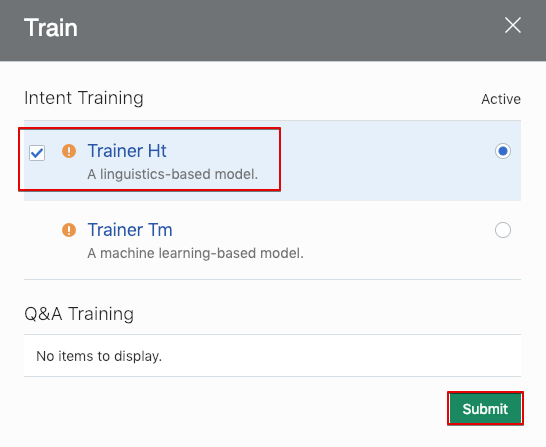 Train
Intent Training
Active
Trainer Ht
A linguistics-based model.
Trainer Tm
A machine learning-based model.
Q&A Training
No items to display.
Submit